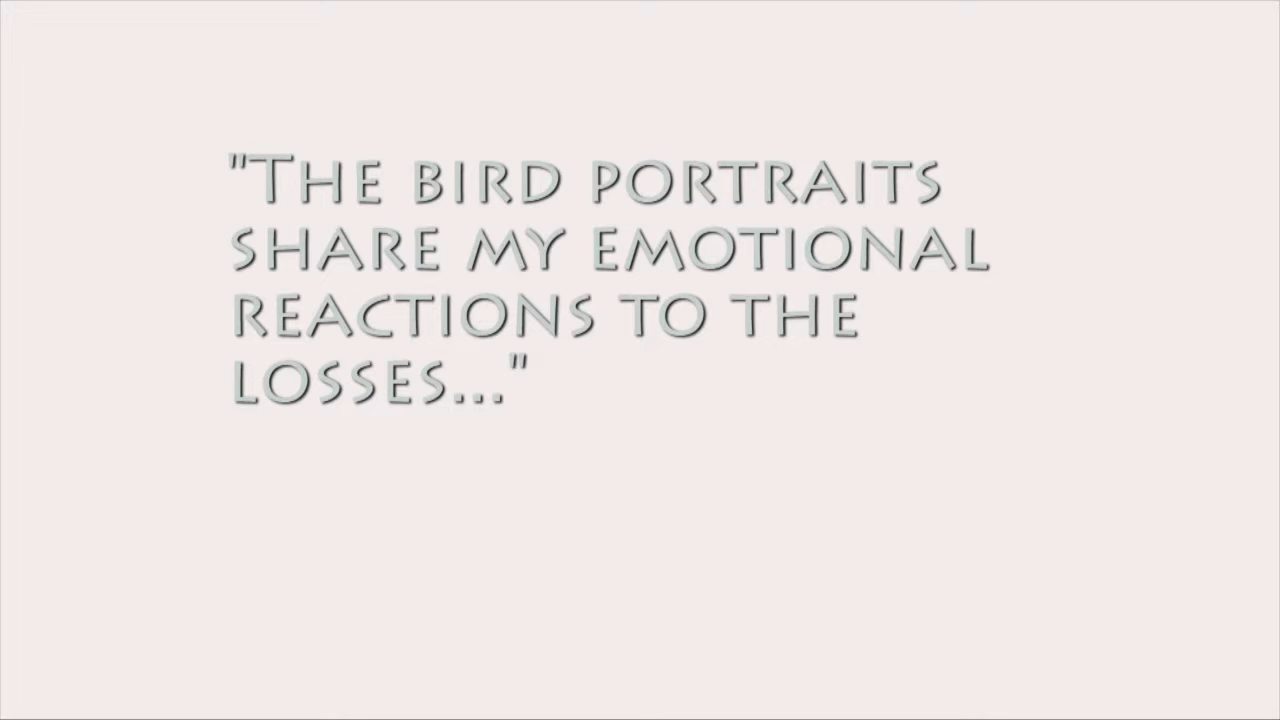 "The bird portraits
share my emotional
reactions to the
losses..."